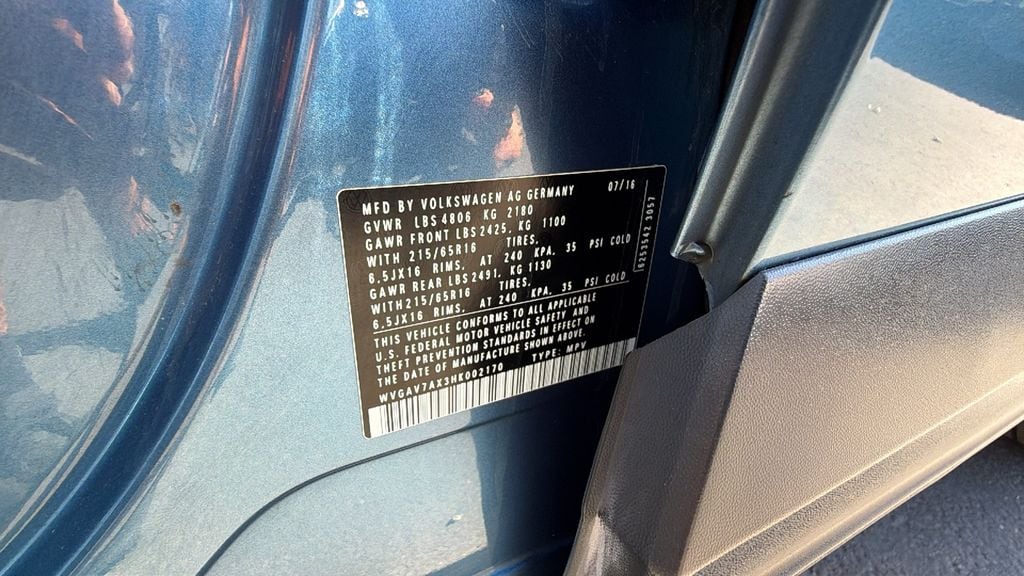 MFD BY VOLKSWAGEN AG GERMANY 07/16
GVWR LBS 4806 KG 2180
GAWR FRONT LBS 2425, KG 1100
WITH 215/65R16 TIRES,
6.5JX16 RIMS, AT 240 KPA, 35 PSI COLD
GAWR REAR LBS 2491, KG 1130
WITH 215/65R16 TIRES,
6.5JX16 RIMS, AT 240 KPA, 35 PSI COLD
THIS VEHICLE CONFORMS TO ALL APPLICABLE
U.S. FEDERAL MOTOR VEHICLE SAFETY AND
THEFT PREVENTION STANDARDS IN EFFECT ON
THE DATE OF MANUFACTURE SHOWN ABOVE.
WVGAV7AX3HK002170 TYPE: MPV
6253542 3057